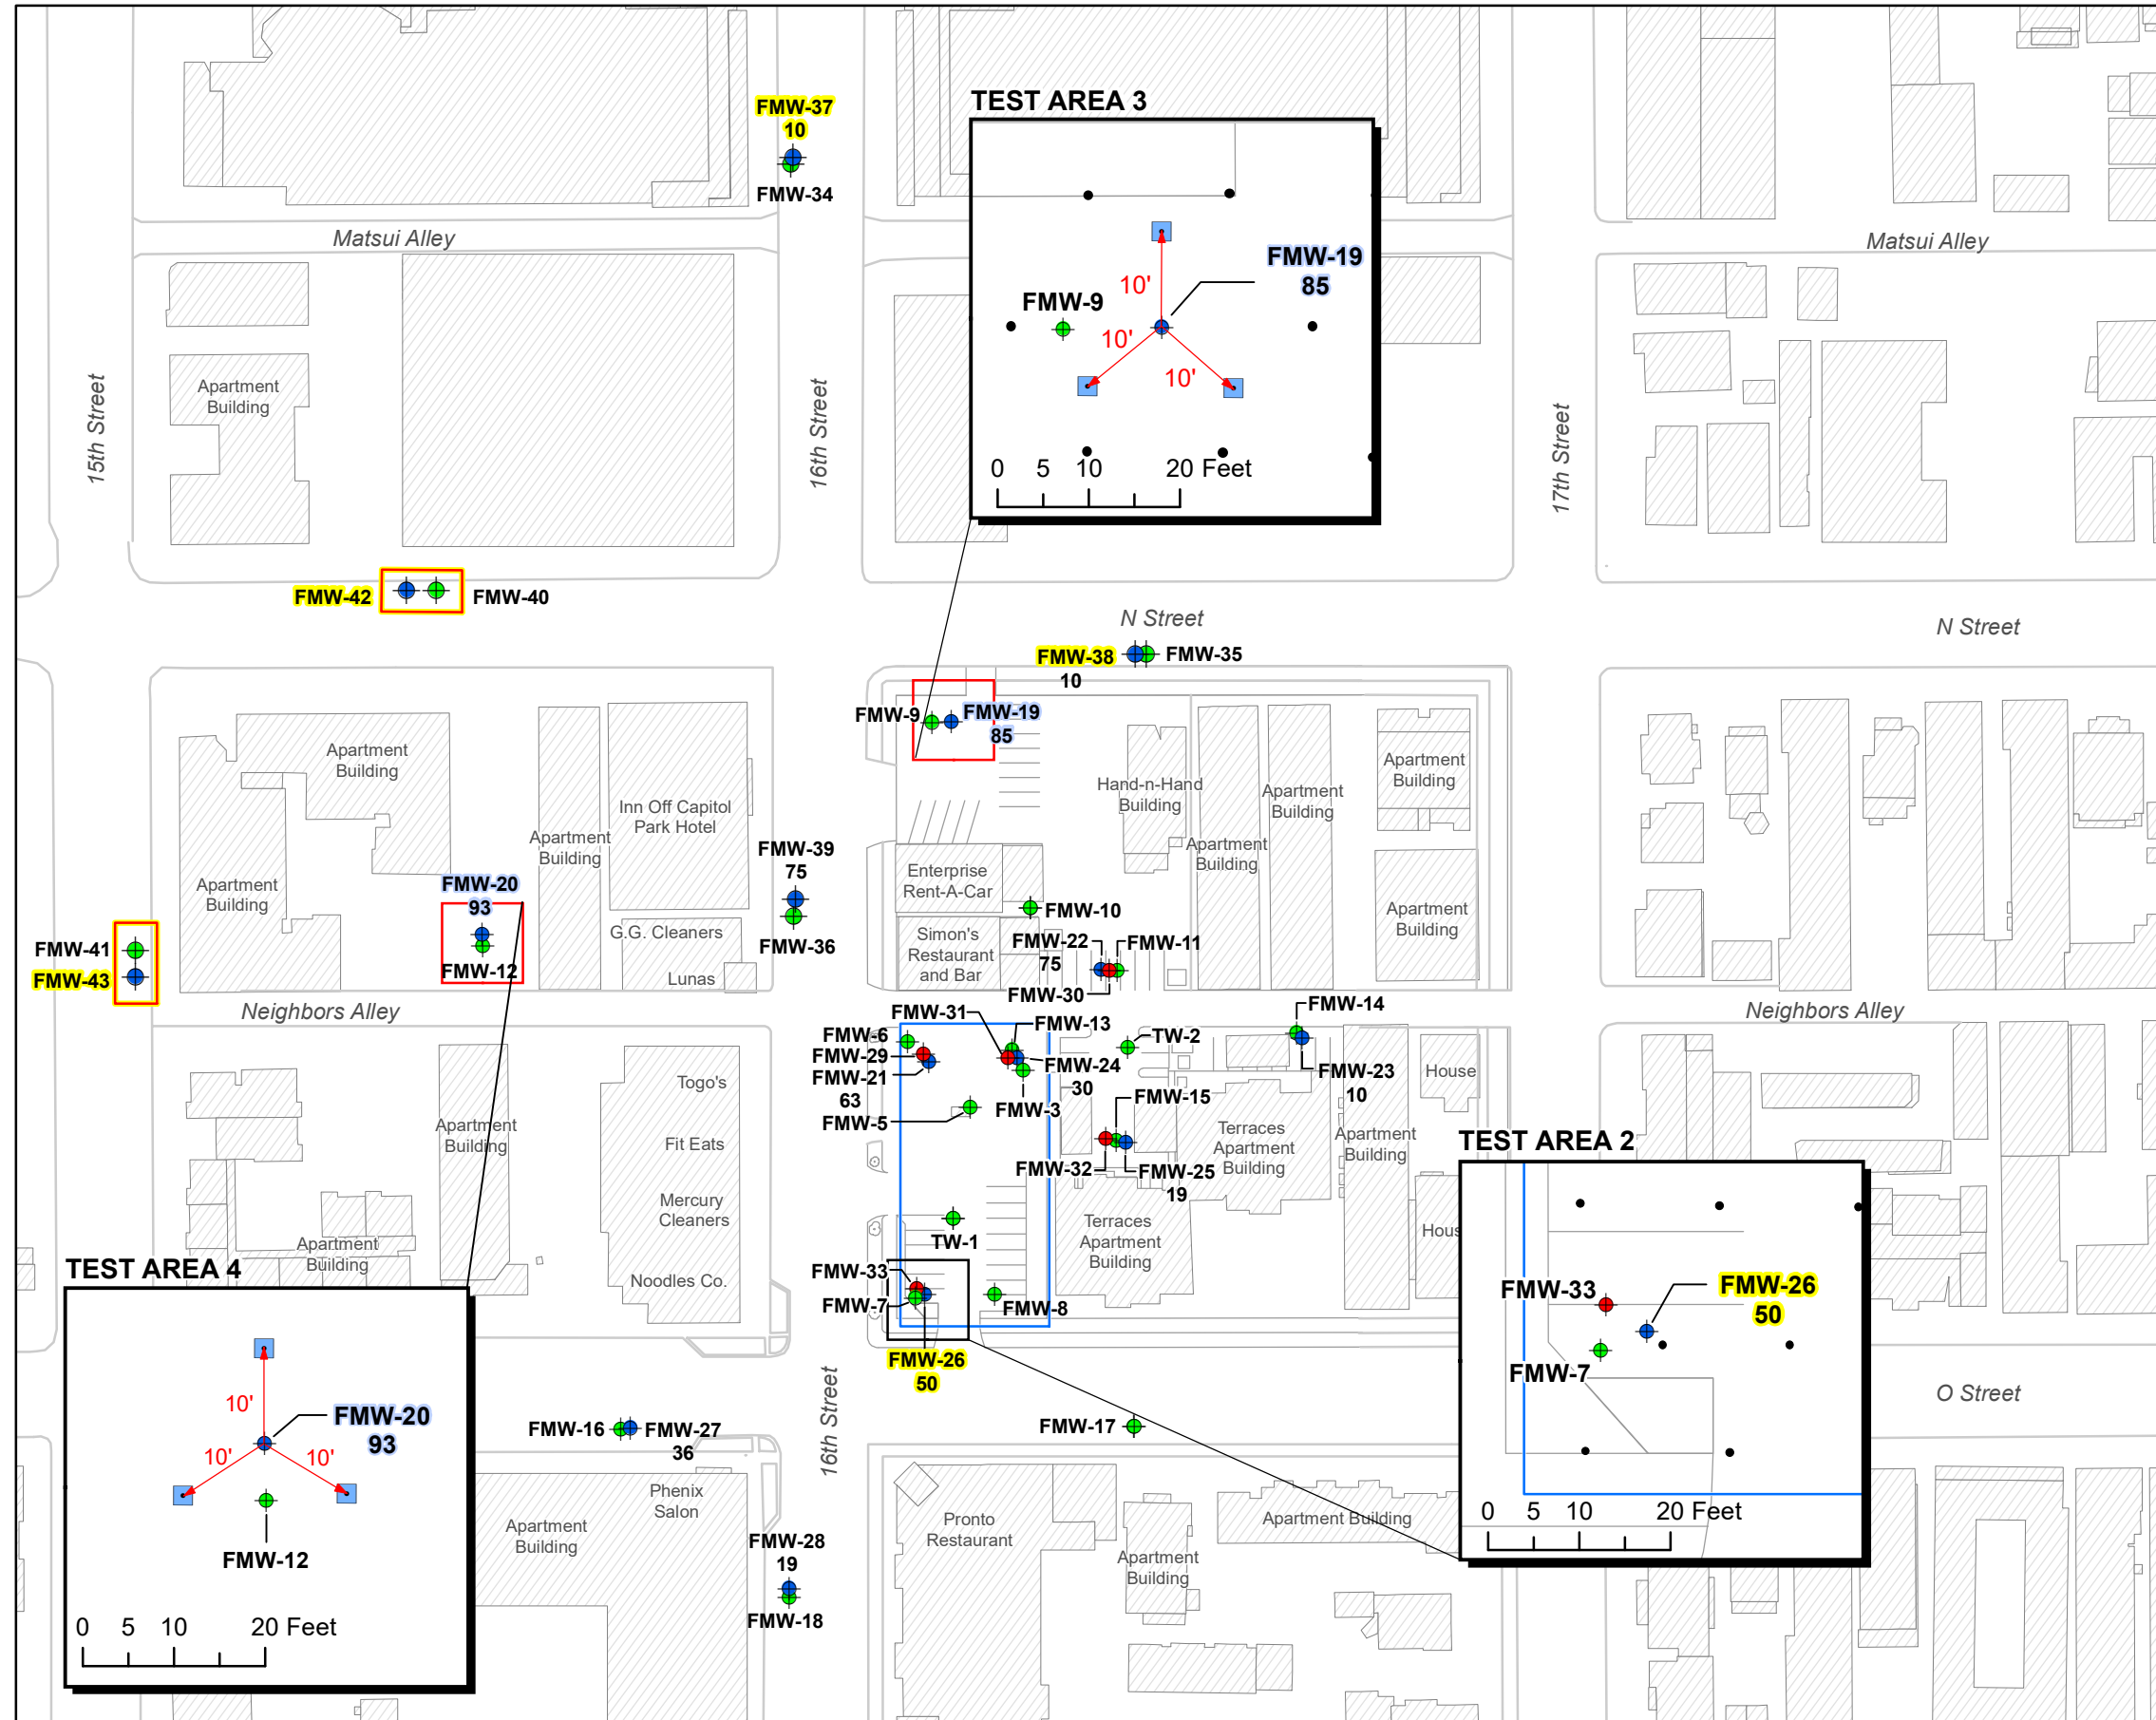 FMW-37
10
FMW-34
TEST AREA 3
FMW-19
85
10'
FMW-9
10'
10'
0 5 10 20 Feet
Matsui Alley
Matsui Alley
15th Street
16th Street
17th Street
Apartment
Building
FMW-42
FMW-40
N Street
N Street
FMW-38
10
FMW-35
FMW-9
FMW-19
85
Apartment
Building
Inn Off Capitol
Park Hotel
Apartment
Building
Apartment
Building
Hand-n-Hand
Building
Apartment
Building
Apartment
Building
Apartment
Building
Apartment
Building
FMW-39
75
FMW-36
Enterprise
Rent-A-Car
FMW-20
93
FMW-12
G.G. Cleaners
Lunas
FMW-10
Simon's
Restaurant
and Bar
FMW-22
75
FMW-11
FMW-30
FMW-41
FMW-43
Neighbors Alley
Neighbors Alley
FMW-31
FMW-13
FMW-14
FMW-6
FMW-29
FMW-21
63
FMW-24
30
TW-2
FMW-23
10
House
FMW-5
FMW-3
FMW-15
FMW-32
FMW-25
19
Togo's
Fit Eats
Mercury
Cleaners
Noodles Co.
Apartment
Building
Apartment
Building
Terraces
Apartment
Building
Apartment
Building
Terraces
Apartment
Building
Hous
TW-1
FMW-33
FMW-7
FMW-8
FMW-26
50
TEST AREA 2
FMW-33
FMW-26
50
FMW-7
0 5 10 20 Feet
TEST AREA 4
10'
FMW-20
93
10'
10'
FMW-12
0 5 10 20 Feet
O Street
16th Street
FMW-16
FMW-27
36
FMW-17
Phenix
Salon
Apartment
Building
FMW-28
19
FMW-18
Pronto
Restaurant
Apartment
Building
Apartment Building